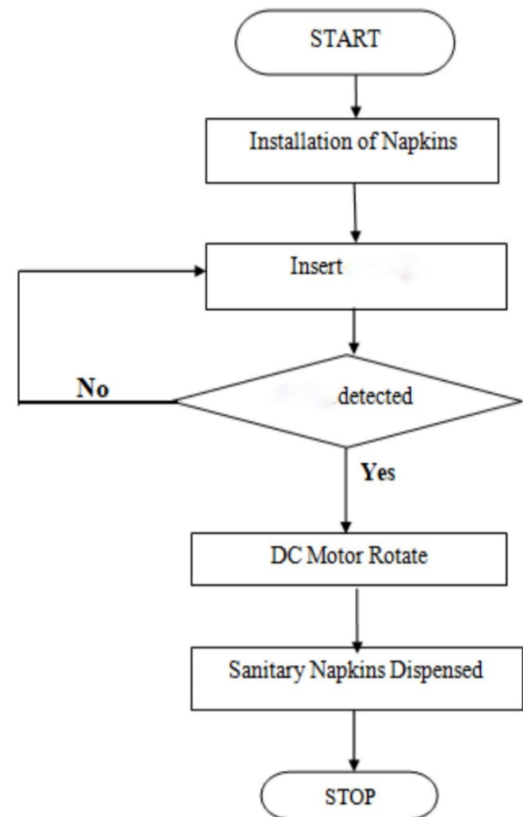 START
Installation of Napkins
Insert
detected
No
Yes
DC Motor Rotate
Sanitary Napkins Dispensed
STOP